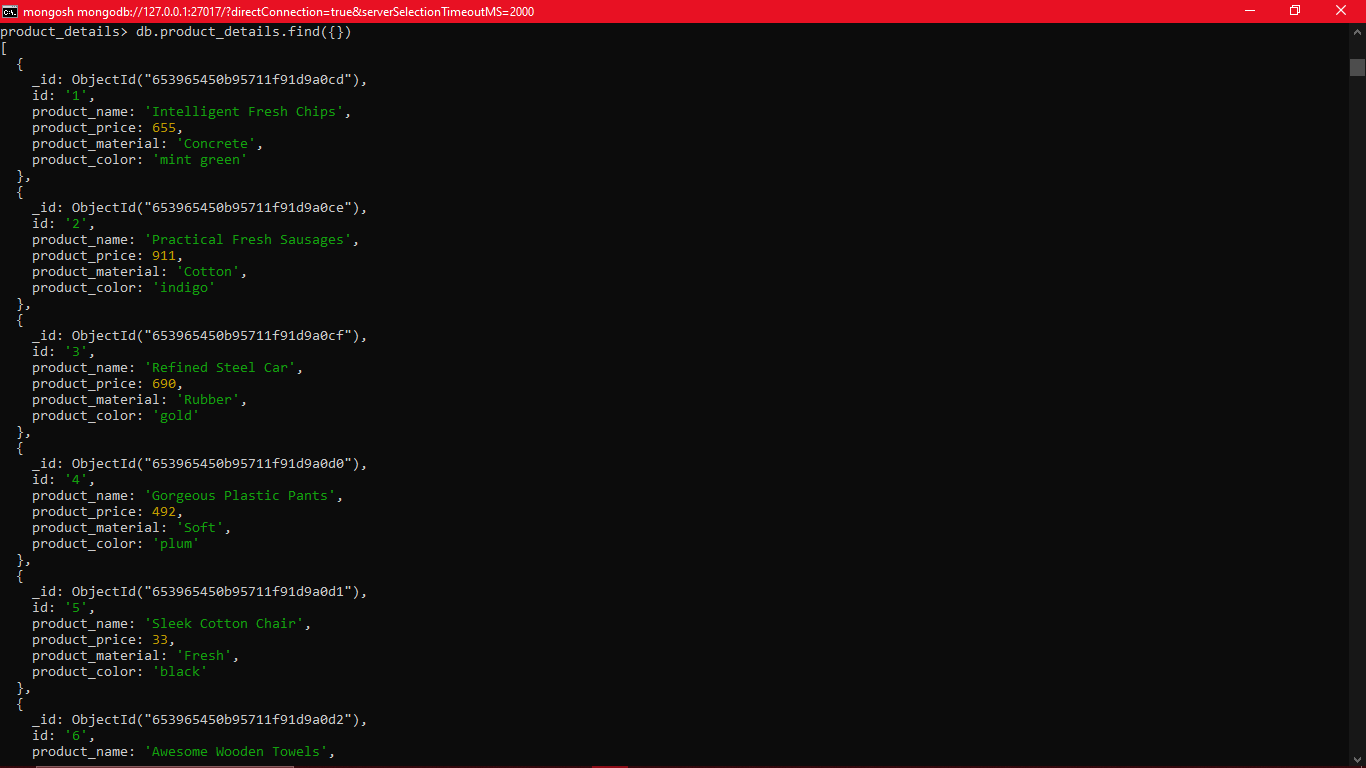 mongosh mongodb://127.0.0.1:27017/?directConnection=true&serverSelectionTimeoutMS=2000
product_details> db.product_details.find({})
[
  {
    _id: ObjectId("653965450b95711f91d9a0cd"),
    id: '1',
    product_name: 'Intelligent Fresh Chips',
    product_price: 655,
    product_material: 'Concrete',
    product_color: 'mint green'
  },
  {
    _id: ObjectId("653965450b95711f91d9a0ce"),
    id: '2',
    product_name: 'Practical Fresh Sausages',
    product_price: 911,
    product_material: 'Cotton',
    product_color: 'indigo'
  },
  {
    _id: ObjectId("653965450b95711f91d9a0cf"),
    id: '3',
    product_name: 'Refined Steel Car',
    product_price: 690,
    product_material: 'Rubber',
    product_color: 'gold'
  },
  {
    _id: ObjectId("653965450b95711f91d9a0d0"),
    id: '4',
    product_name: 'Gorgeous Plastic Pants',
    product_price: 492,
    product_material: 'Soft',
    product_color: 'plum'
  },
  {
    _id: ObjectId("653965450b95711f91d9a0d1"),
    id: '5',
    product_name: 'Sleek Cotton Chair',
    product_price: 33,
    product_material: 'Fresh',
    product_color: 'black'
  },
  {
    _id: ObjectId("653965450b95711f91d9a0d2"),
    id: '6',
    product_name: 'Awesome Wooden Towels',